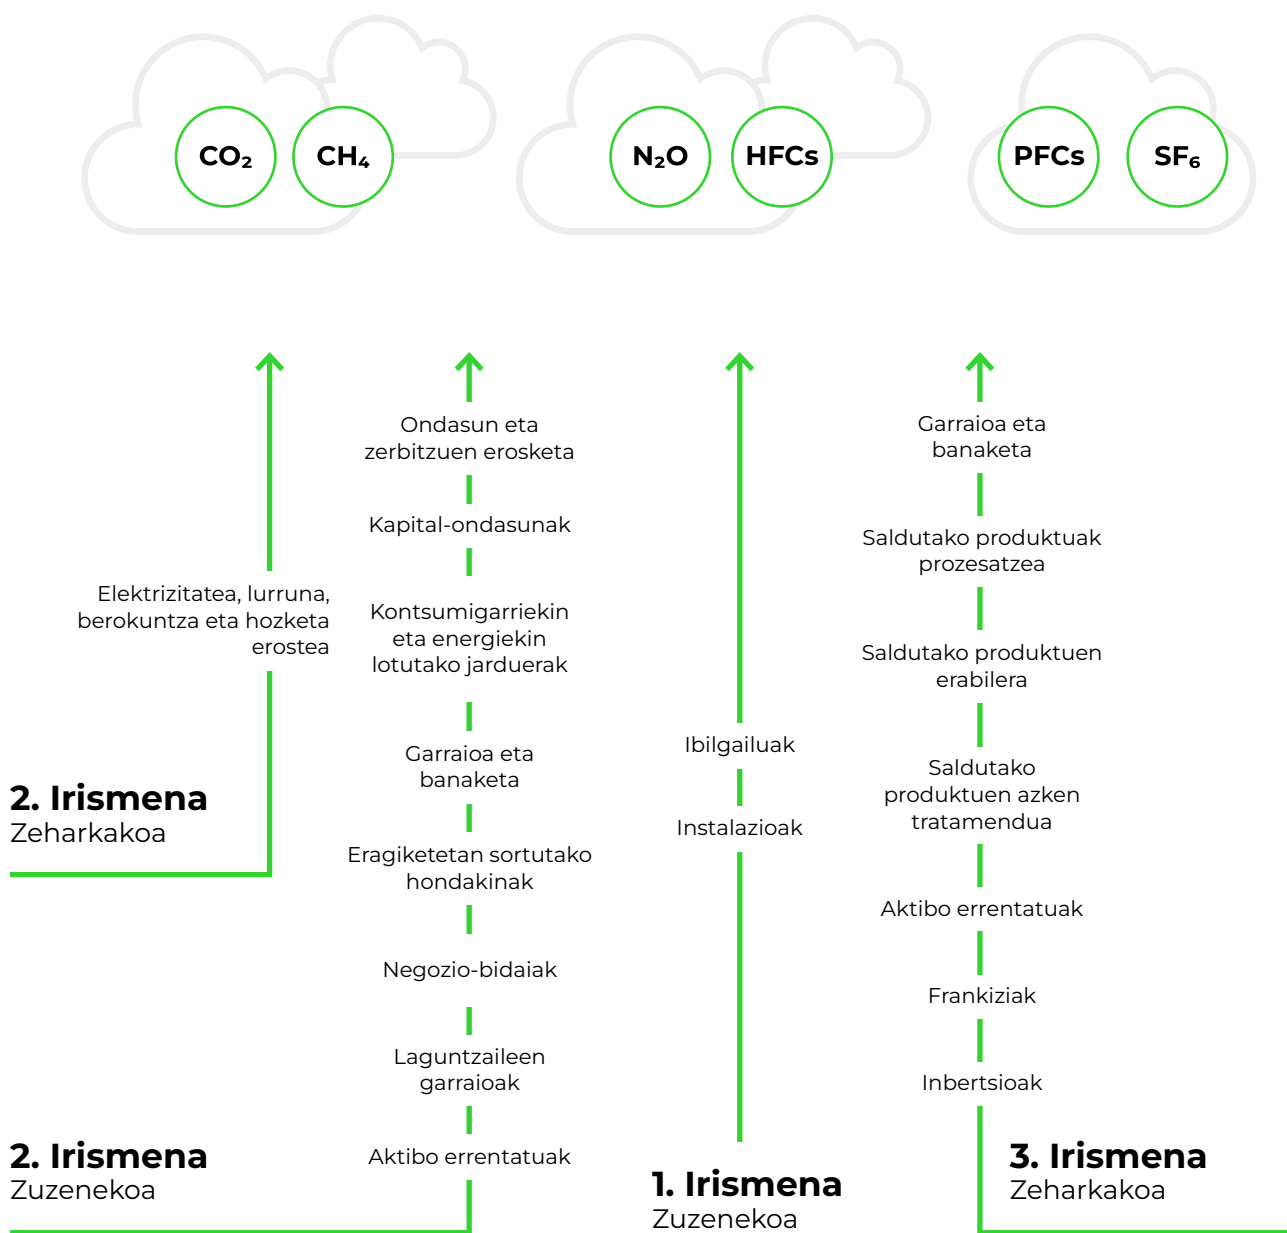 CO₂
CH₄
N₂O
HFCs
PFCs
SF₆
Elektrizitatea, lurruna,
berokuntza eta hozketa
erostea
2. Irismena
Zeharkakoa
Ondasun eta
zerbitzuen erosketa
Kapital-ondasunak
Kontsumigarriekin
eta energiekin
lotutako jarduerak
Garraioa eta
banaketa
Eragiketetan sortutako
hondakinak
Negozio-bidaiak
Laguntzaileen
garraioak
Aktibo errentatuak
2. Irismena
Zuzenekoa
Ibilgailuak
Instalazioak
1. Irismena
Zuzenekoa
Garraioa eta
banaketa
Saldutako produktuak
prozesatzea
Saldutako produktuen
erabilera
Saldutako
produktuen azken
tratamendua
Aktibo errentatuak
Frankiziak
Inbertsioak
3. Irismena
Zeharkakoa